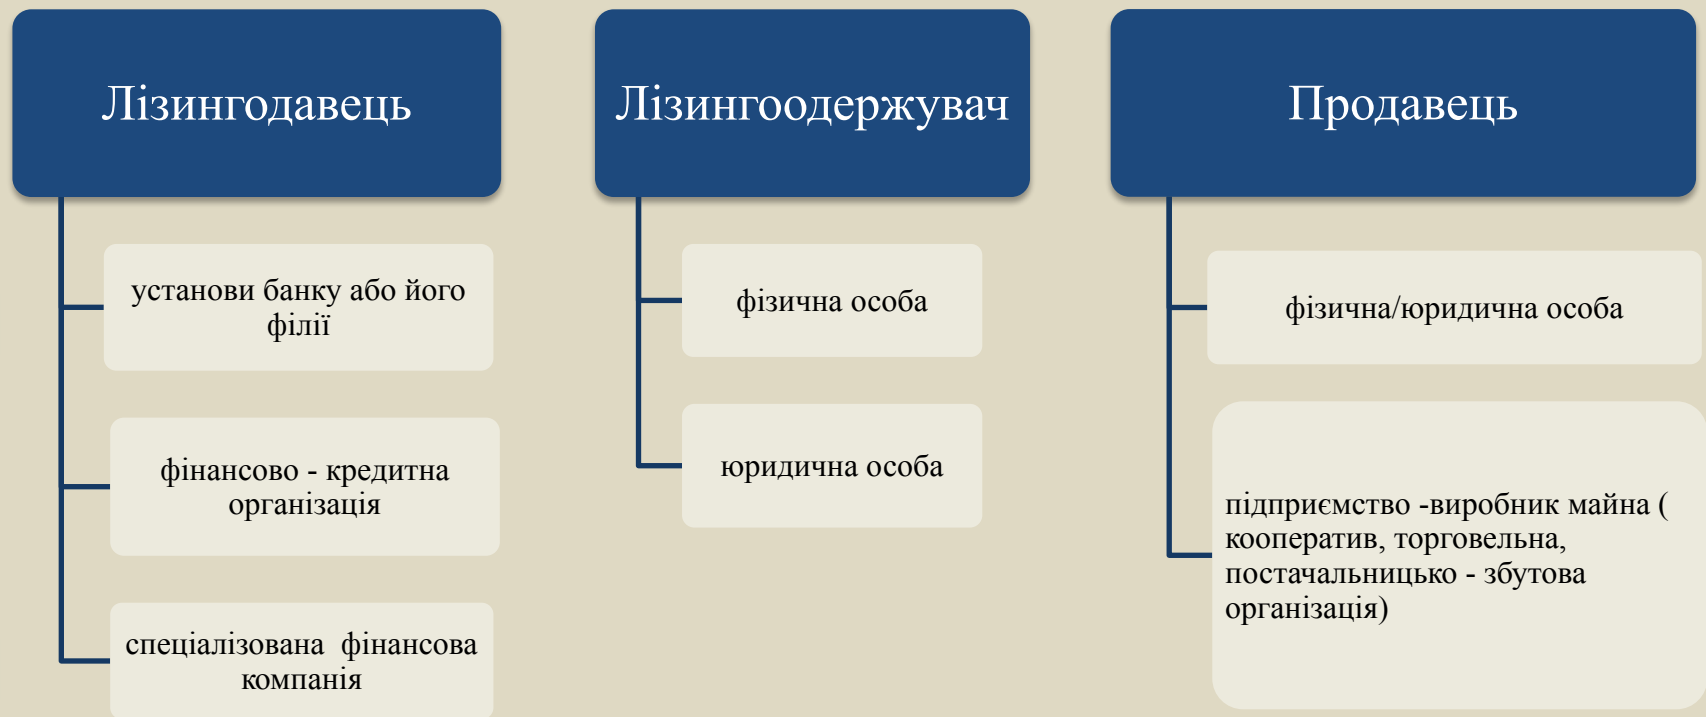 Лізингодавець
установи банку або його
філії
фінансово - кредитна
організація
спеціалізована  фінансова
компанія
Лізингоодержувач
фізична особа
юридична особа
Продавець
фізична/юридична особа
підприємство -виробник майна (
кооператив, торговельна,
постачальницько - збутова
організація)